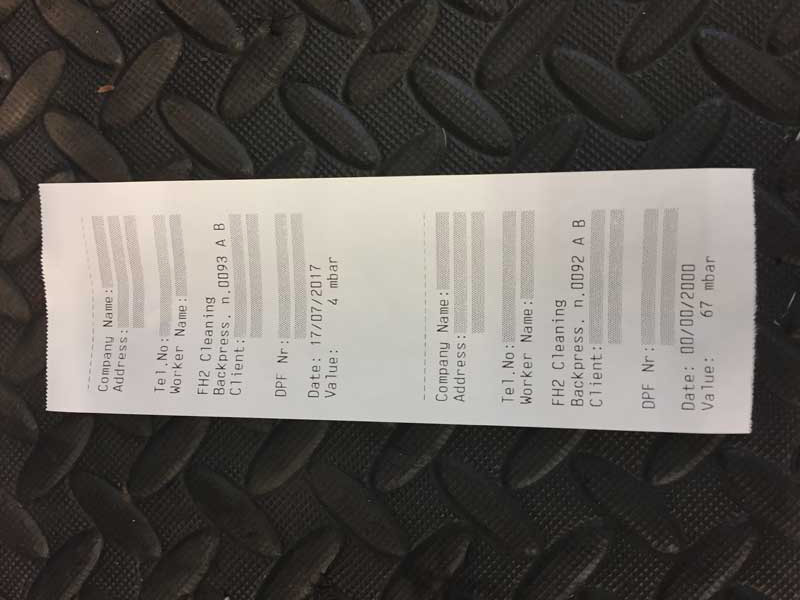 Company Name:
Address:
Tel.No:
Worker Name:
FH2 Cleaning
Backpress. n.0093 A B
Client:
DPF Nr:
Date: 17/07/2017
Value: 4 mbar
Company Name:
Address:
Tel.No:
Worker Name:
FH2 Cleaning
Backpress. n.0092 A B
Client:
DPF Nr:
Date: 00/00/2000
Value: 67 mbar